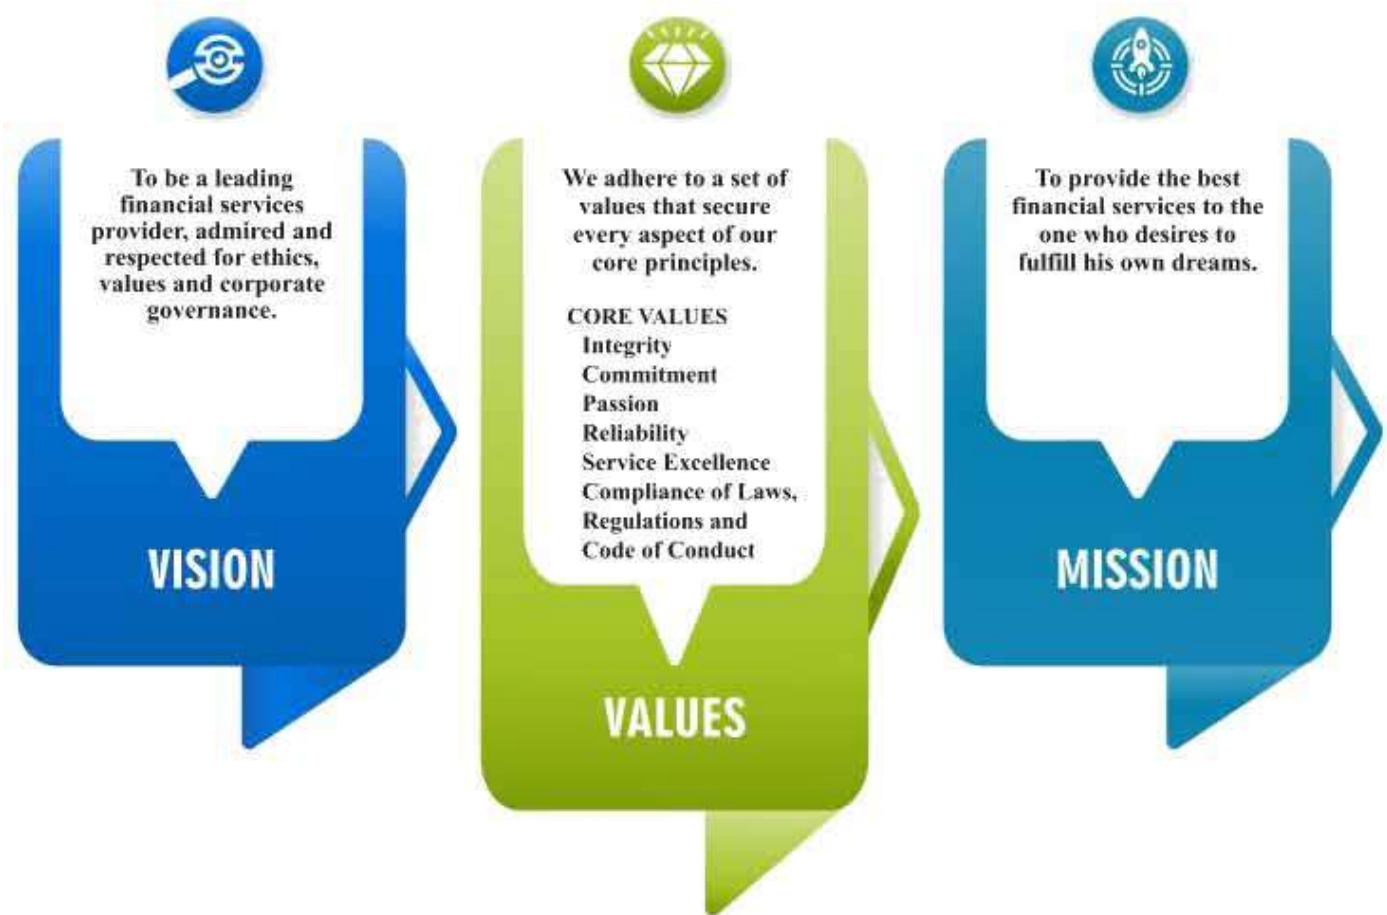 To be a leading
financial services
provider, admired and
respected for ethics,
values and corporate
governance.
VISION
We adhere to a set of
values that secure
every aspect of our
core principles.
CORE VALUES
Integrity
Commitment
Passion
Reliability
Service Excellence
Compliance of Laws,
Regulations and
Code of Conduct
VALUES
To provide the best
financial services to the
one who desires to
fulfill his own dreams.
MISSION